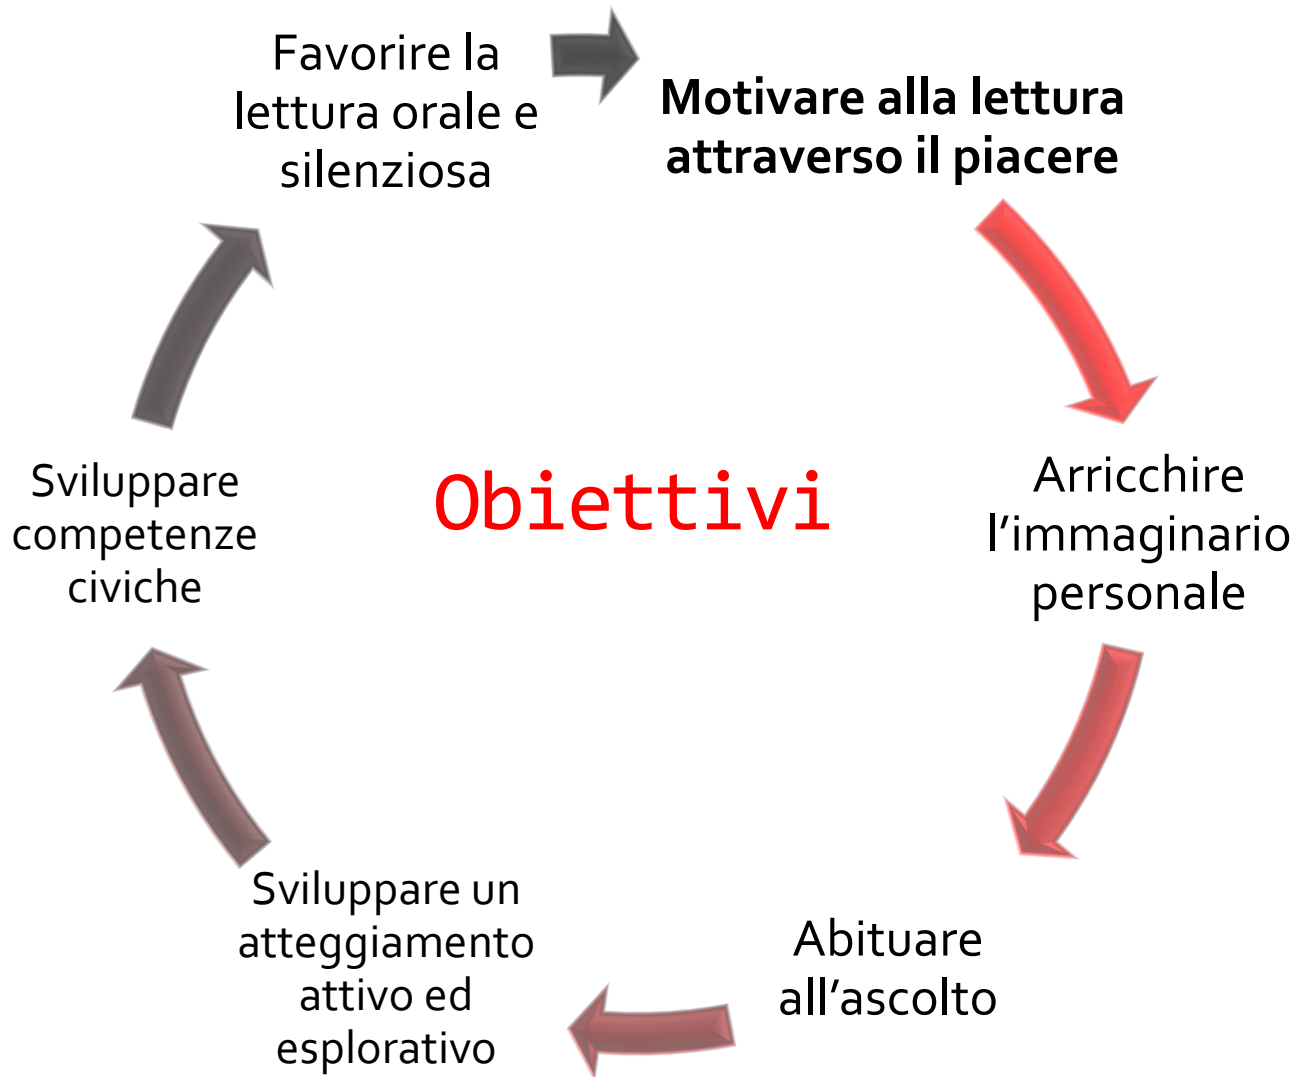 Favorire la
lettura orale e
silenziosa
Motivare alla lettura
attraverso il piacere
Arricchire
l’immaginario
personale
Abituare
all’ascolto
Sviluppare un
atteggiamento
attivo ed
esplorativo
Sviluppare
competenze
civiche
Obiettivi